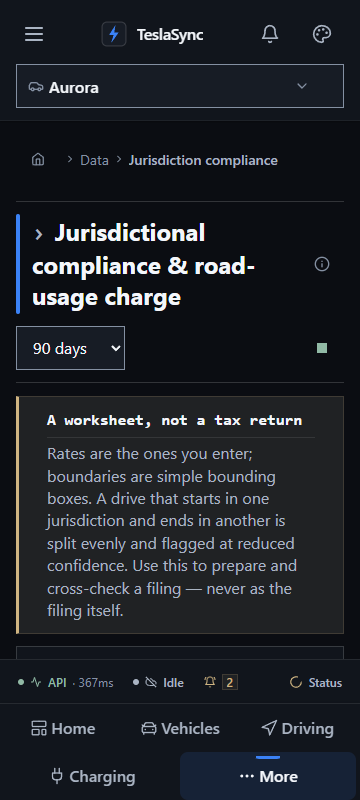 TeslaSync
Aurora
Data
Jurisdiction compliance
Jurisdictional
compliance & road-
usage charge
90 days
A worksheet, not a tax return
Rates are the ones you enter;
boundaries are simple bounding
boxes. A drive that starts in one
jurisdiction and ends in another is
split evenly and flagged at reduced
confidence. Use this to prepare and
cross-check a filing — never as the
filing itself.
API · 367ms Idle 2 Status
Home Vehicles Driving
Charging More